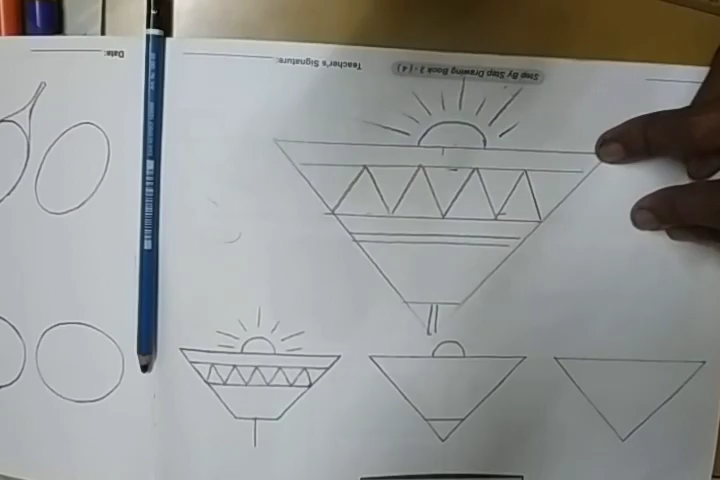 Step By Step Drawing Book 3 - ( 4 )
Teacher's Signature:
Date: